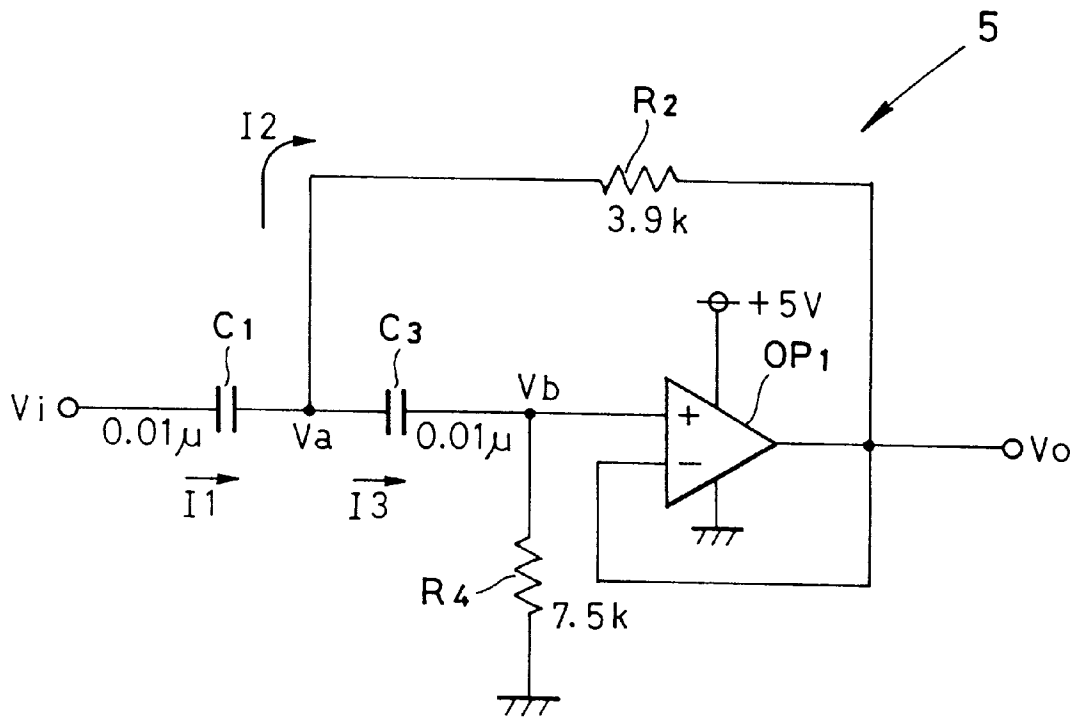 5
R2
I2
3.9k
+5V
C1
C3
OP1
Vi
Vb
+
0.01μ
Va
0.01μ
−
Vo
I1
I3
R4
7.5k